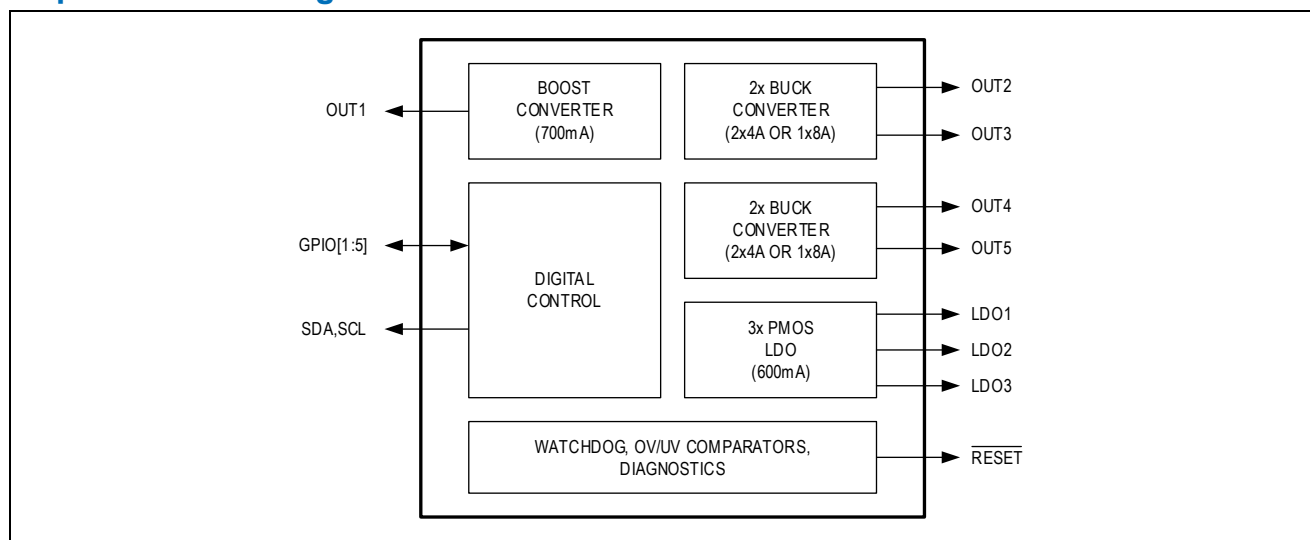 OUT1
BOOST
CONVERTER
(700mA)
2x BUCK
CONVERTER
(2x4A OR 1x8A)
OUT2
OUT3
GPIO[1:5]
SDA,SCL
DIGITAL
CONTROL
2x BUCK
CONVERTER
(2x4A OR 1x8A)
OUT4
OUT5
3x PMOS
LDO
(600mA)
LDO1
LDO2
LDO3
WATCHDOG, OV/UV COMPARATORS,
DIAGNOSTICS
RESET